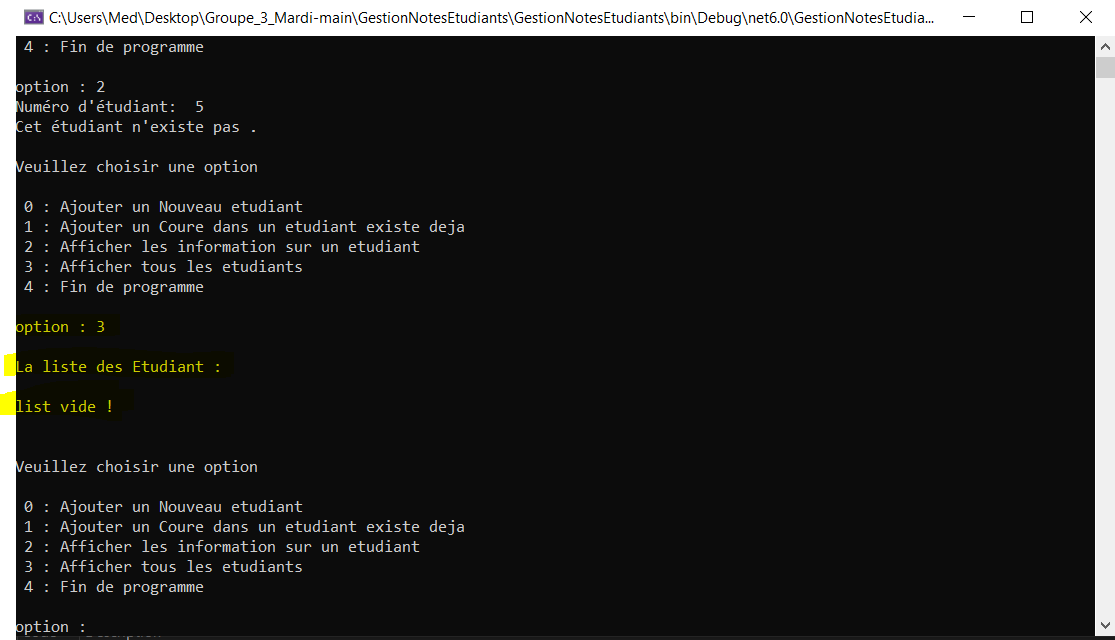 C:\Users\Med\Desktop\Groupe_3_Mardi-main\GestionNotesEtudiants\GestionNotesEtudiants\bin\Debug\net6.0\GestionNotesEtudia...
4 : Fin de programme
option : 2
Numéro d'étudiant:  5
Cet étudiant n'existe pas .
Veuillez choisir une option
0 : Ajouter un Nouveau etudiant
1 : Ajouter un Coure dans un etudiant existe deja
2 : Afficher les information sur un etudiant
3 : Afficher tous les etudiants
4 : Fin de programme
option : 3
La liste des Etudiant :
list vide !
Veuillez choisir une option
0 : Ajouter un Nouveau etudiant
1 : Ajouter un Coure dans un etudiant existe deja
2 : Afficher les information sur un etudiant
3 : Afficher tous les etudiants
4 : Fin de programme
option :